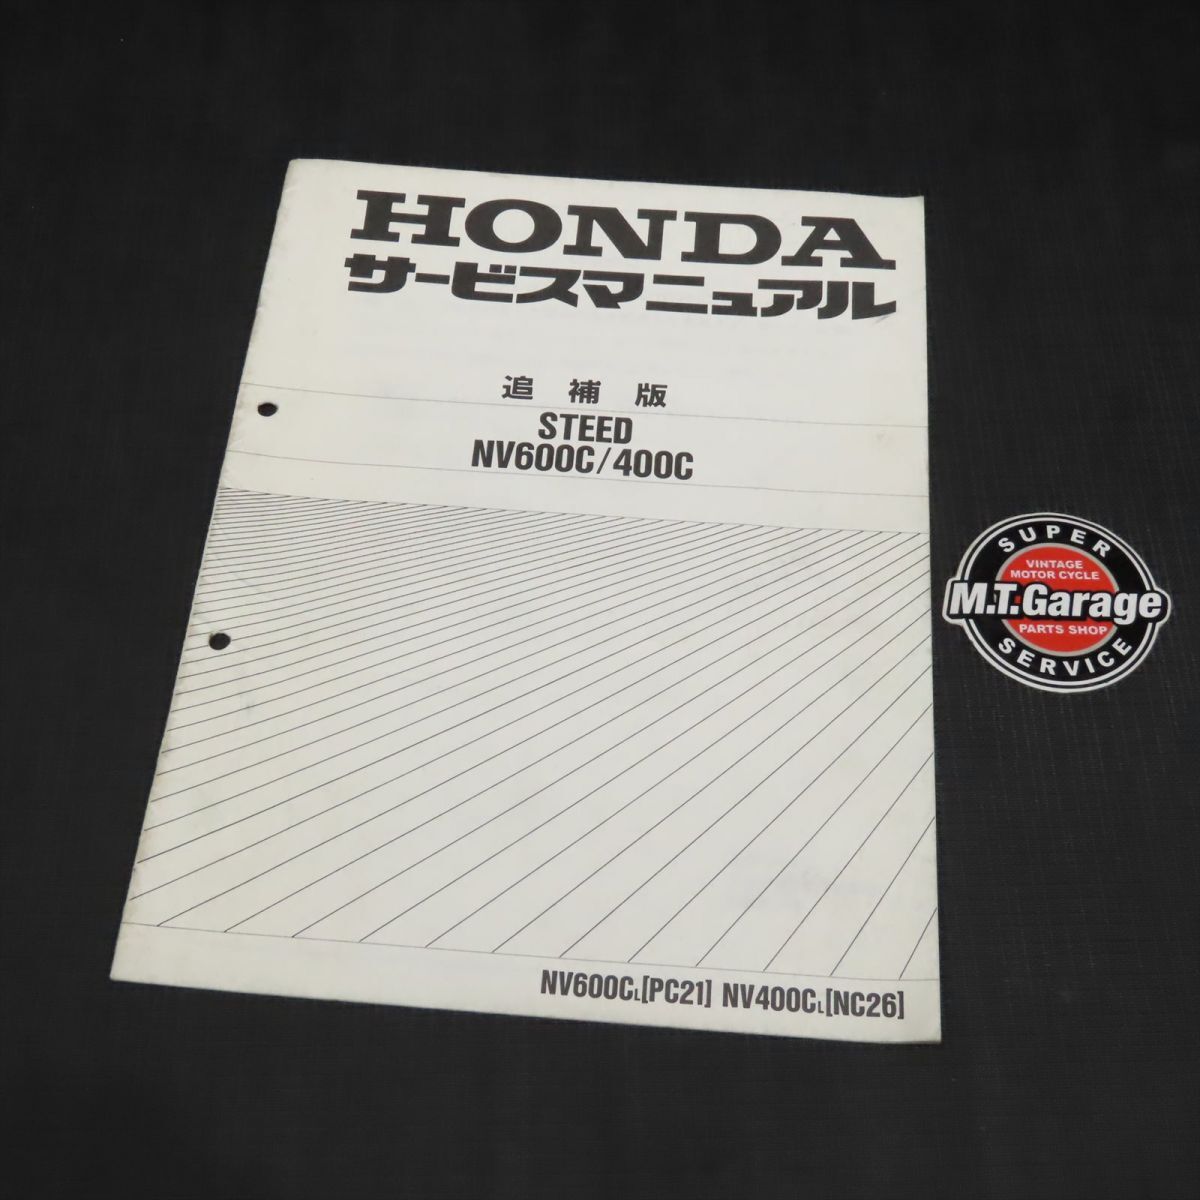 HONDA
サービスマニュアル
追補版
STEED
NV600C/400C
NV600CL[PC21] NV400CL[NC26]
SUPER
VINTAGE
MOTOR CYCLE
M.T.Garage
PARTS SHOP
SERVICE